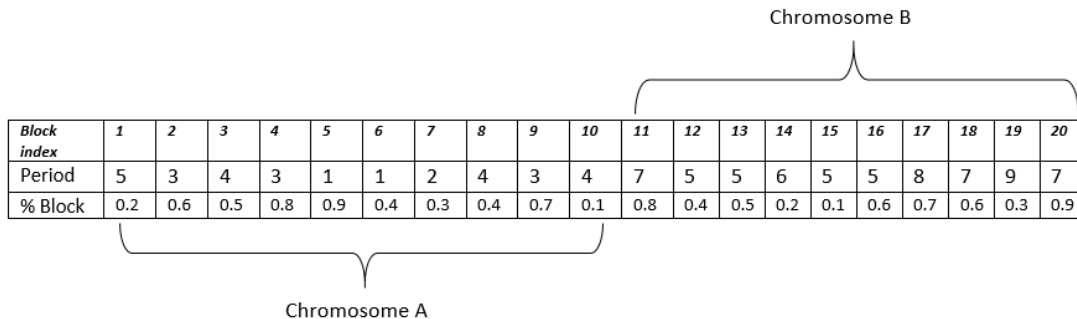 Chromosome B
Block index 1 2 3 4 5 6 7 8 9 10 11 12 13 14 15 16 17 18 19 20
Period 5 3 4 3 1 1 2 4 3 4 7 5 5 6 5 5 8 7 9 7
% Block 0.2 0.6 0.5 0.8 0.9 0.4 0.3 0.4 0.7 0.1 0.8 0.4 0.5 0.2 0.1 0.6 0.7 0.6 0.3 0.9
Chromosome A